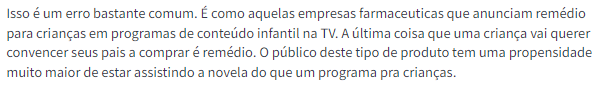 Isso é um erro bastante comum. É como aquelas empresas farmaceuticas que anunciam remédio
para crianças em programas de conteúdo infantil na TV. A última coisa que uma criança vai querer
convencer seus pais a comprar é remédio. O público deste tipo de produto tem uma propensidade
muito maior de estar assistindo a novela do que um programa pra crianças.